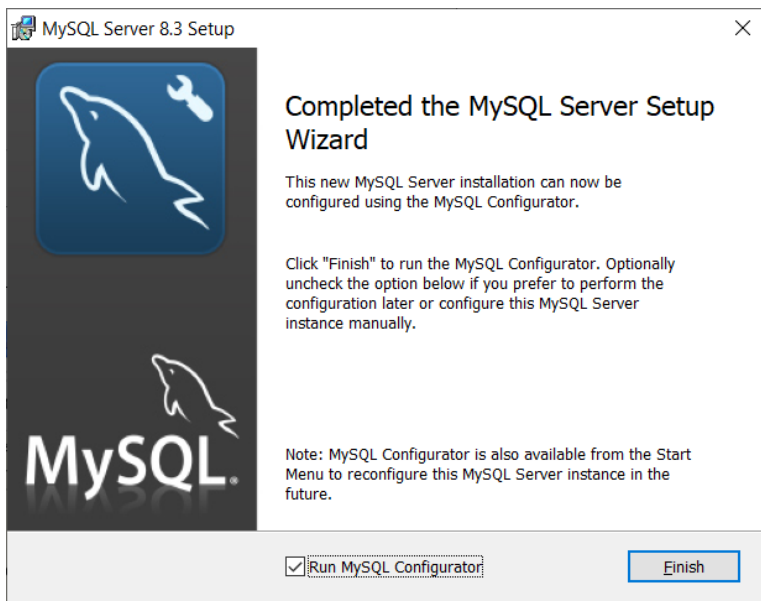 MySQL Server 8.3 Setup
Completed the MySQL Server Setup
Wizard
This new MySQL Server installation can now be
configured using the MySQL Configurator.
Click "Finish" to run the MySQL Configurator. Optionally
uncheck the option below if you prefer to perform the
configuration later or configure this MySQL Server
instance manually.
MySQL®
Note: MySQL Configurator is also available from the Start
Menu to reconfigure this MySQL Server instance in the
future.
Run MySQL Configurator
Finish